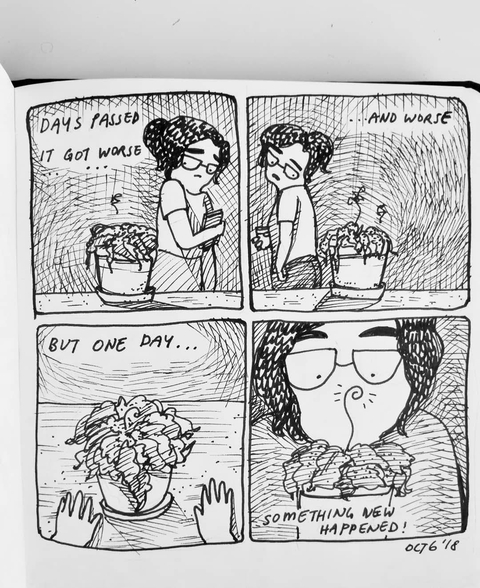 DAYS PASSED
IT GOT WORSE
... ...
...AND WORSE
BUT ONE DAY...
SOMETHING NEW
HAPPENED!
OCT 6 '18